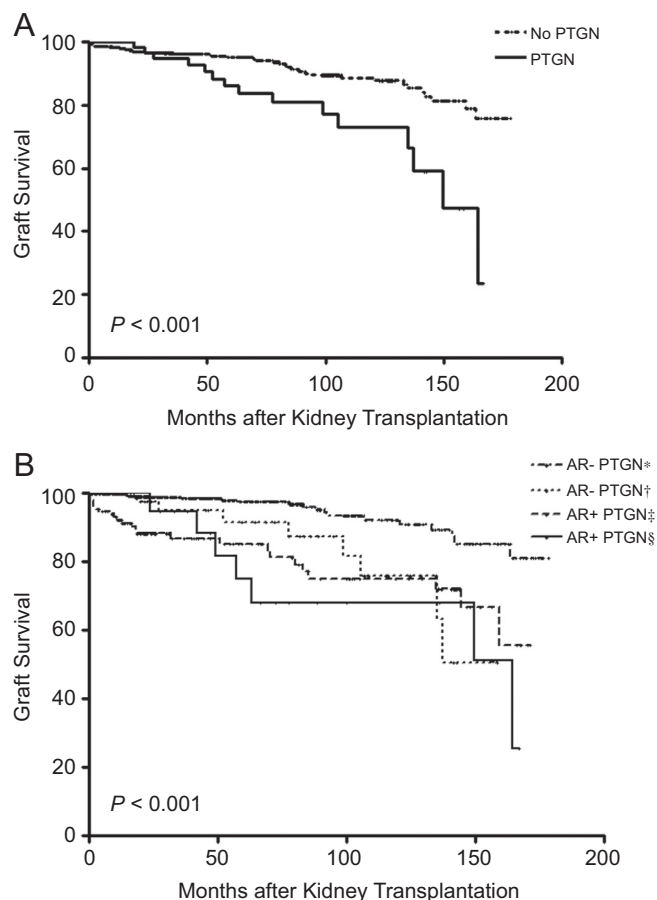 A
No PTGN
PTGN
100
80
60
40
20
0
Graft Survival
P < 0.001
0 50 100 150 200
Months after Kidney Transplantation
B
AR- PTGN*
AR- PTGN†
AR+ PTGN‡
AR+ PTGN§
100
80
60
40
20
0
Graft Survival
P < 0.001
0 50 100 150 200
Months after Kidney Transplantation